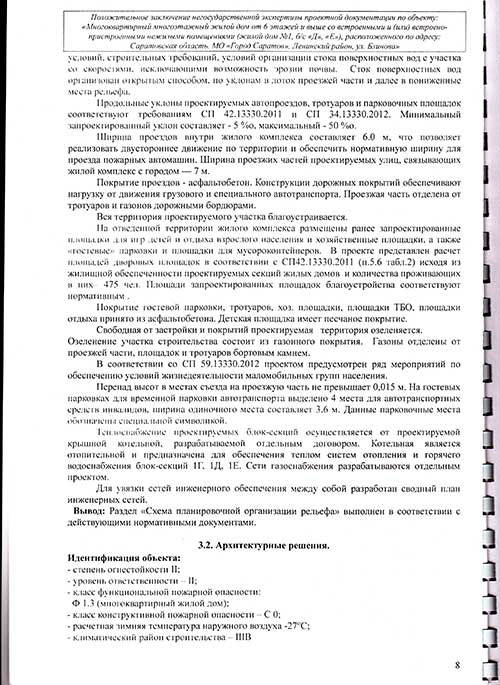 Положительное заключение негосударственной экспертизы проектной документации по объекту:
«Многоквартирный многоэтажный жилой дом от 6 этажей и выше со встроенными и (или) встроено-
пристроенными нежилыми помещениями (жилой дом №1, б/с «Д», «Е»), расположенного по адресу:
Саратовская область, МО «Город Саратов», Ленинский район, ул. Блинова»
условий, строительных требований, условий организации стока поверхностных вод с участка
со скоростями, исключающими возможность эрозии почвы. Сток поверхностных вод
организован открытым способом, по уклонам в лоток проезжей части и далее в пониженные
места рельефа.
Продольные уклоны проектируемых автопроездов, тротуаров и парковочных площадок
соответствуют требованиям СП 42.13330.2011 и СП 34.13330.2012. Минимальный
запроектированный уклон составляет - 5 ‰, максимальный - 50 ‰.
Ширина проездов внутри жилого комплекса составляет 6.0 м, что позволяет
реализовать двустороннее движение по территории и обеспечить нормативную ширину для
проезда пожарных автомашин. Ширина проезжих частей проектируемых улиц, связывающих
жилой комплекс с городом — 7 м.
Покрытие проездов - асфальтобетон. Конструкции дорожных покрытий обеспечивают
нагрузку от движения грузового и специального автотранспорта. Проезжая часть отделена от
тротуаров и газонов дорожными бордюрами.
Вся территория проектируемого участка благоустраивается.
На отведенной территории жилого комплекса размещены ранее запроектированные
площадки для игр детей и отдыха взрослого населения и хозяйственные площадки, а также
«гостевые» парковки и площадки для мусороконтейнеров. В проекте представлен расчет
площадей дворовых площадок в соответствии с СП42.13330.2011 (п.5.6 табл.2) исходя из
жилищной обеспеченности проектируемых секций жилых домов и количества проживающих
в них- 475 чел. Площади запроектированных площадок благоустройства соответствуют
нормативным .
Покрытие гостевой парковки, тротуаров, хоз. площадки, площадки ТБО, площадки
отдыха принято из асфальтобетона. Детская площадка имеет песчаное покрытие.
Свободная от застройки и покрытий проектируемая территория озеленяется.
Озеленение участка строительства состоит из газонного покрытия. Газоны отделены от
проезжей части, площадок и тротуаров бортовым камнем.
В соответствии со СП 59.13330.2012 проектом предусмотрен ряд мероприятий по
обеспечению условий жизнедеятельности маломобильных групп населения.
Перепад высот в местах съезда на проезжую часть не превышает 0,015 м. На гостевых
парковках для временной парковки автотранспорта выделено 4 места для автотранспортных
средств инвалидов, ширина одиночного места составляет 3.6 м. Данные парковочные места
обозначены специальной символикой.
Теплоснабжение проектируемых блок-секций осуществляется от проектируемой
крышной котельной, разрабатываемой отдельным договором. Котельная является
отопительной и предназначена для обеспечения теплом систем отопления и горячего
водоснабжения блок-секций 1Г, 1Д, 1Е. Сети газоснабжения разрабатываются отдельным
проектом.
Для увязки сетей инженерного обеспечения между собой разработан сводный план
инженерных сетей.
Вывод: Раздел «Схема планировочной организации рельефа» выполнен в соответствии с
действующими нормативными документами.
3.2. Архитектурные решения.
Идентификация объекта:
- степень огнестойкости II;
- уровень ответственности – II;
- класс функциональной пожарной опасности:
Ф 1.3 (многоквартирный жилой дом);
- класс конструктивной пожарной опасности – С 0;
- расчетная зимняя температура наружного воздуха -27°С;
- климатический район строительства – IIIВ
8